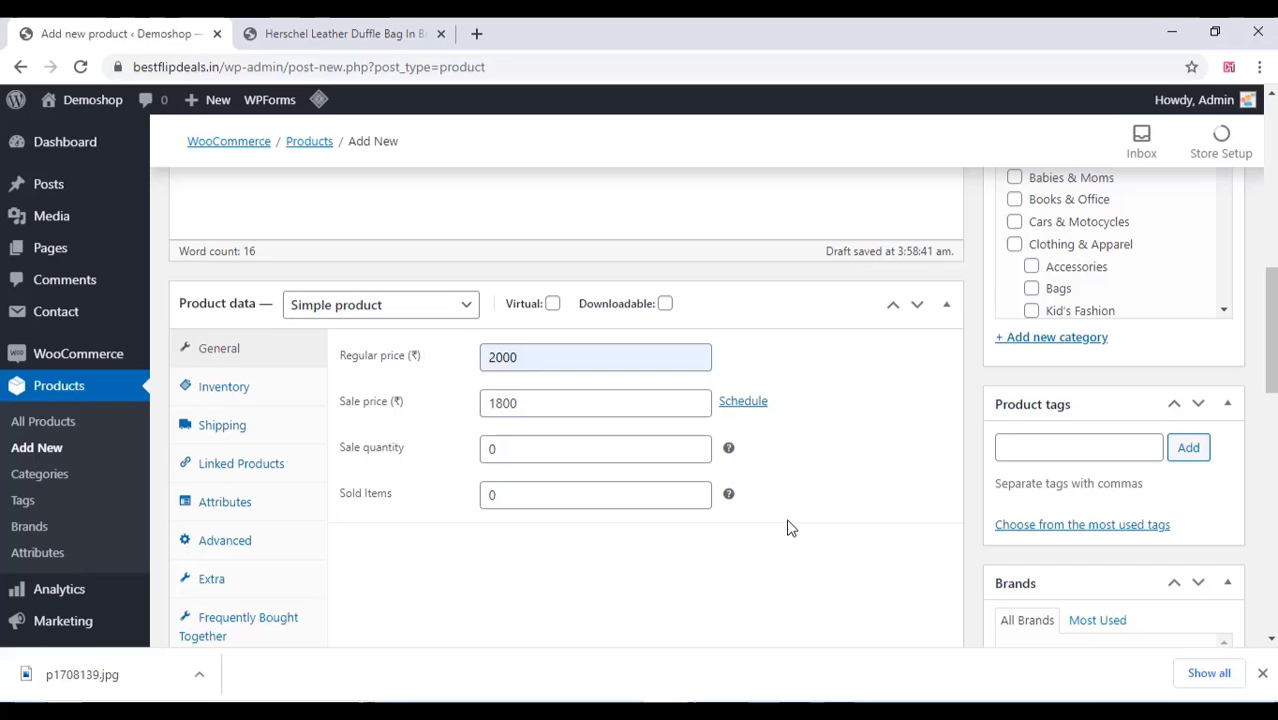 Add new product ‹ Demoshop —
Herschel Leather Duffle Bag In B
bestflipdeals.in/wp-admin/post-new.php?post_type=product
Demoshop 0 New WPForms Howdy, Admin
Dashboard
Posts
Media
Pages
Comments
Contact
WooCommerce
Products
All Products
Add New
Categories
Tags
Brands
Attributes
Analytics
Marketing
WooCommerce / Products / Add New
Inbox
Store Setup
Word count: 16 Draft saved at 3:58:41 am.
Product data — Simple product Virtual: Downloadable:
General
Inventory
Shipping
Linked Products
Attributes
Advanced
Extra
Frequently Bought
Together
Regular price (₹) 2000
Sale price (₹) 1800 Schedule
Sale quantity 0 ?
Sold Items 0 ?
Babies & Moms
Books & Office
Cars & Motocycles
Clothing & Apparel
Accessories
Bags
Kid's Fashion
+ Add new category
Product tags
Add
Separate tags with commas
Choose from the most used tags
Brands
All Brands Most Used
p1708139.jpg
Show all